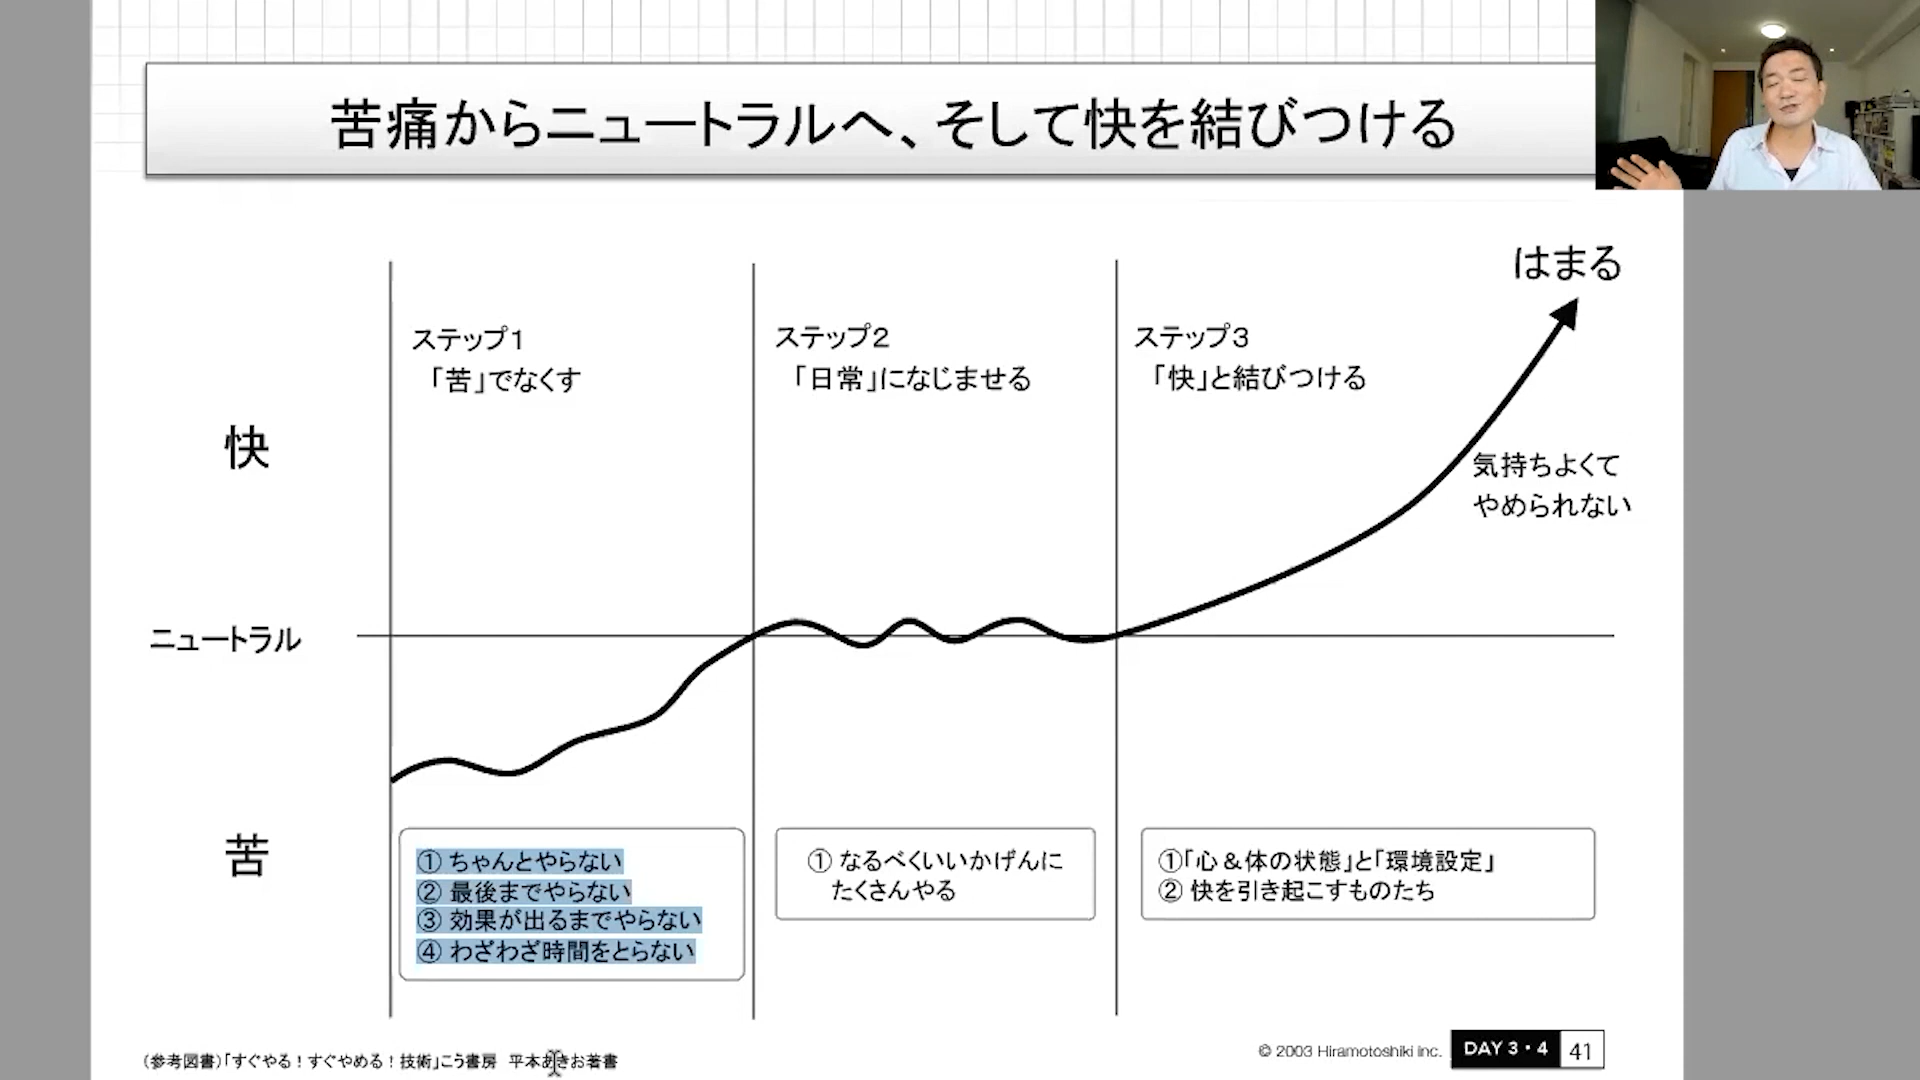 苦痛からニュートラルへ、そして快を結びつける
はまる
ステップ1
「苦」でなくす
ステップ2
「日常」になじませる
ステップ3
「快」と結びつける
快
気持ちよくて
やめられない
ニュートラル
苦
① ちゃんとやらない
② 最後までやらない
③ 効果が出るまでやらない
④ わざわざ時間をとらない
① なるべくいいかげんに
たくさんやる
①「心＆体の状態」と「環境設定」
② 快を引き起こすものたち
（参考図書）「すぐやる！すぐやめる！技術」こう書房　平本あきお著書
© 2003 Hiramotoshiki inc.
DAY 3・4
41